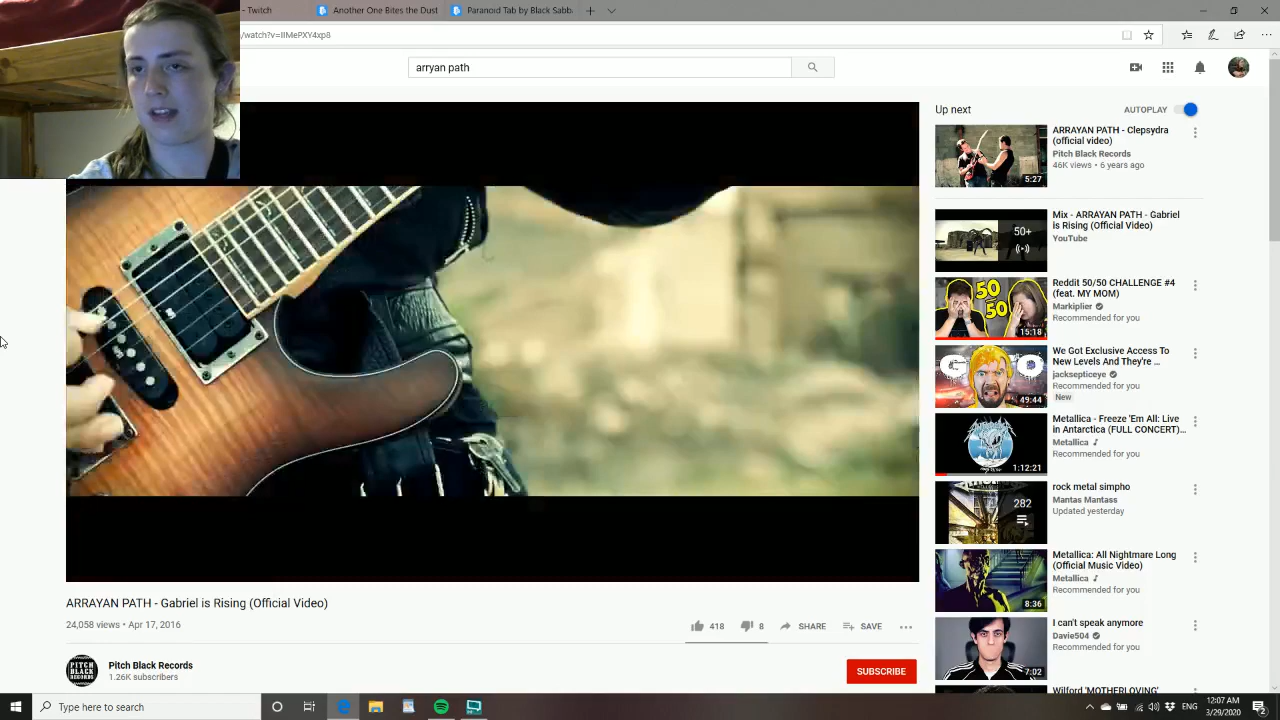 - Twitch
Another One Bites the Dust
Paranoid Tab by Black Sabb
/watch?v=IIMePXY4xp8
arryan path
Up next
AUTOPLAY
ARRAYAN PATH - Clepsydra
(official video)
Pitch Black Records
46K views • 6 years ago
5:27
Mix - ARRAYAN PATH - Gabriel
is Rising (Official Video)
YouTube
50+
Reddit 50/50 CHALLENGE #4
(feat. MY MOM)
Markiplier
Recommended for you
50
50
15:18
We Got Exclusive Access To
New Levels And They're ...
jacksepticeye
Recommended for you
New
49:44
Metallica - Freeze 'Em All: Live
in Antarctica (FULL CONCERT)...
Metallica
Recommended for you
1:12:21
rock metal simpho
Mantas Mantass
Updated yesterday
282
Metallica: All Nightmare Long
(Official Music Video)
Metallica
Recommended for you
8:36
I can't speak anymore
Davie504
Recommended for you
7:02
Wilford 'MOTHERLOVING'
ARRAYAN PATH - Gabriel is Rising (Official Video)
24,058 views • Apr 17, 2016
418
8
SHARE
SAVE
PITCH
BLACK
RECORDS
Pitch Black Records
1.26K subscribers
SUBSCRIBE
Type here to search
ENG
12:07 AM
3/29/2020
2